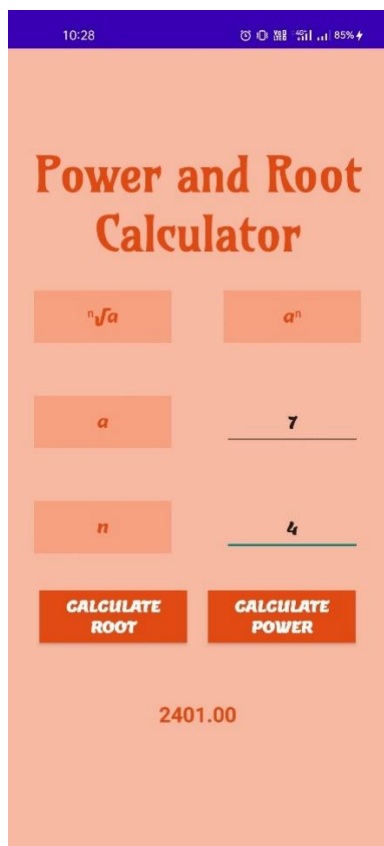 10:28 85%
Power and Root
Calculator
ⁿ√a aⁿ
a 7
n 4
CALCULATE CALCULATE
ROOT POWER
2401.00